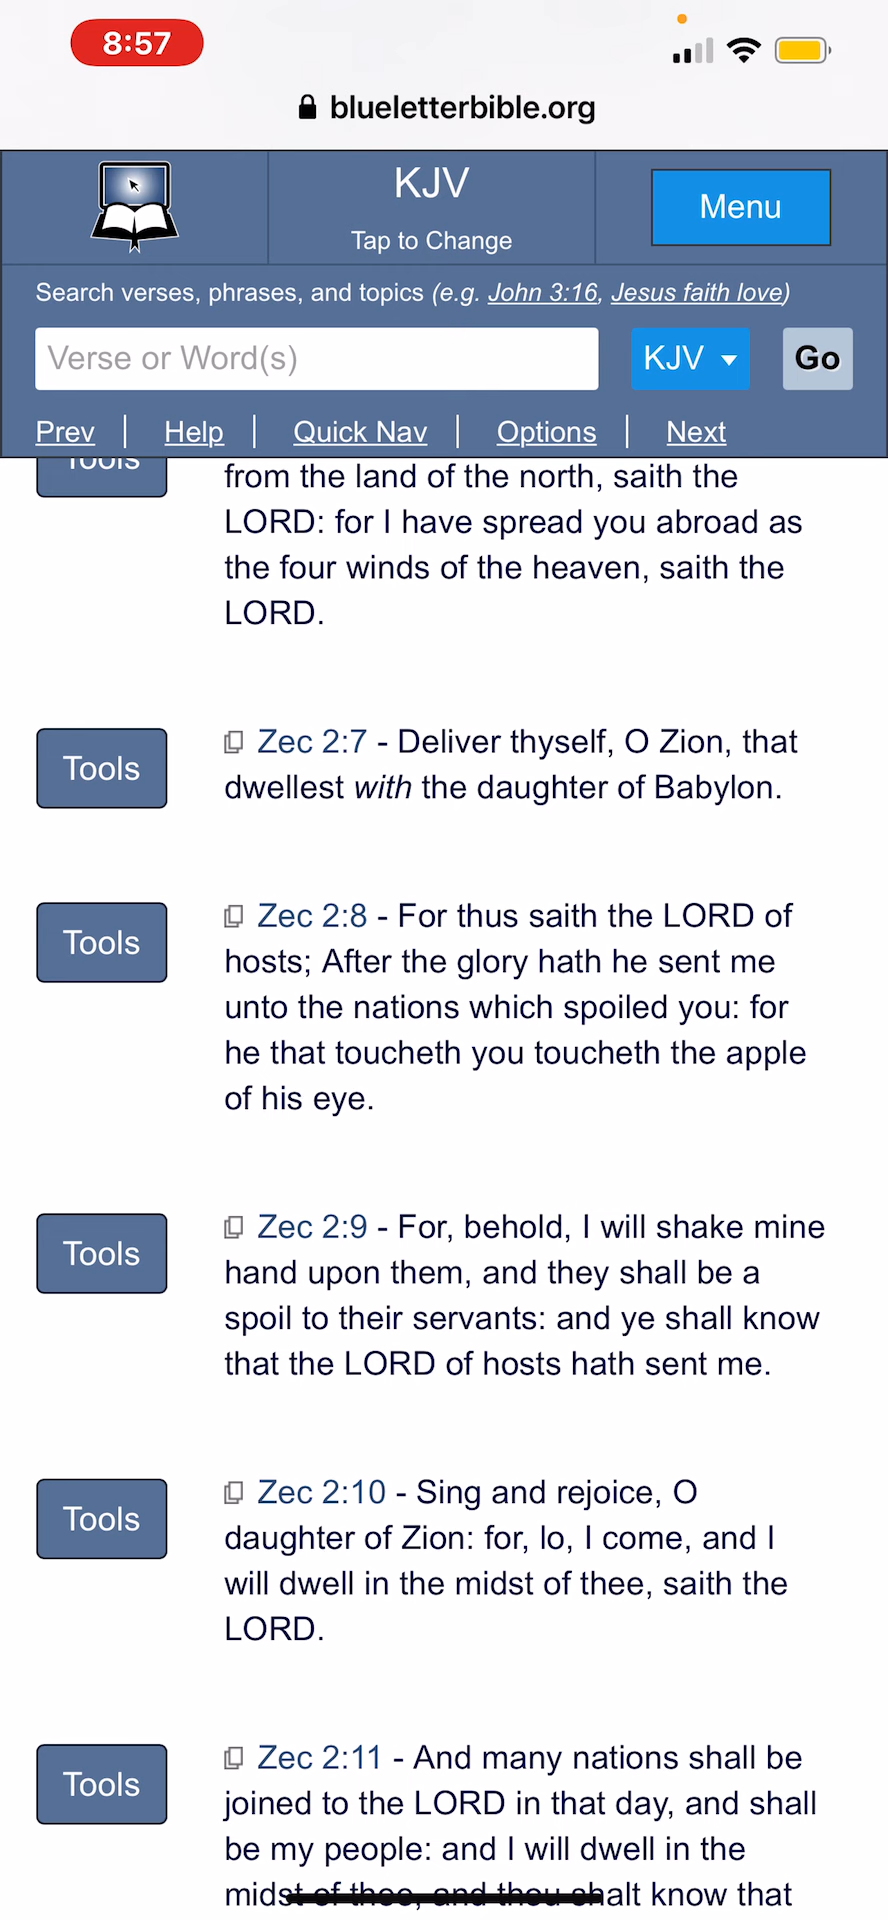 8:57
blueletterbible.org
KJV
Tap to Change
Menu
Search verses, phrases, and topics (e.g. John 3:16, Jesus faith love)
Verse or Word(s)
KJV
Go
Prev | Help | Quick Nav | Options | Next
Tools
from the land of the north, saith the
LORD: for I have spread you abroad as
the four winds of the heaven, saith the
LORD.
Tools
Zec 2:7 - Deliver thyself, O Zion, that
dwellest with the daughter of Babylon.
Tools
Zec 2:8 - For thus saith the LORD of
hosts; After the glory hath he sent me
unto the nations which spoiled you: for
he that toucheth you toucheth the apple
of his eye.
Tools
Zec 2:9 - For, behold, I will shake mine
hand upon them, and they shall be a
spoil to their servants: and ye shall know
that the LORD of hosts hath sent me.
Tools
Zec 2:10 - Sing and rejoice, O
daughter of Zion: for, lo, I come, and I
will dwell in the midst of thee, saith the
LORD.
Tools
Zec 2:11 - And many nations shall be
joined to the LORD in that day, and shall
be my people: and I will dwell in the
midst of thee, and thou shalt know that